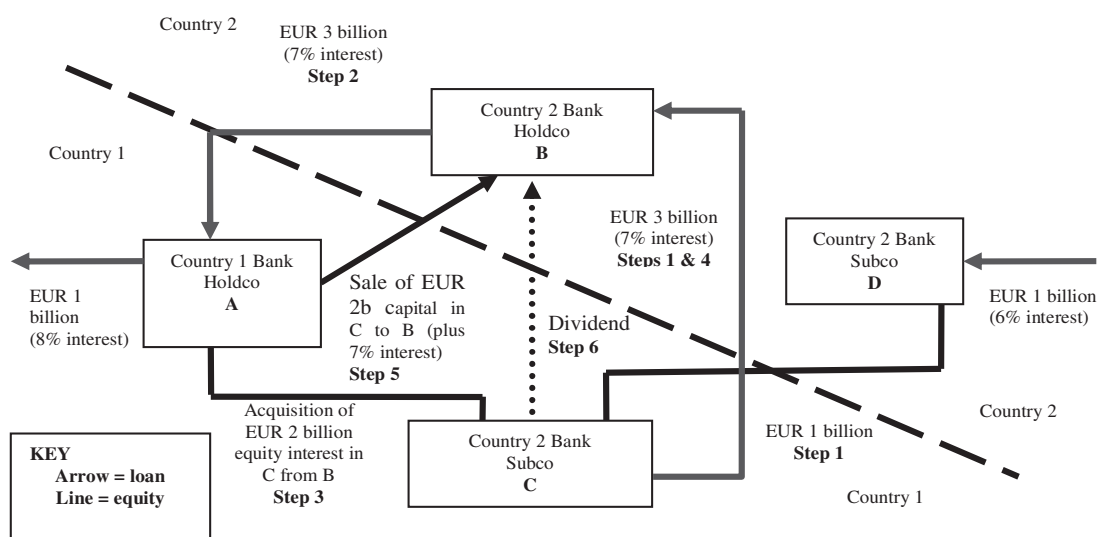 Country 2
EUR 3 billion
(7% interest)
Step 2
Country 1
Country 2 Bank
Holdco
B
EUR 3 billion
(7% interest)
Steps 1 & 4
Country 2 Bank
Subco
D
Country 1 Bank
Holdco
A
EUR 1
billion
(8% interest)
Sale of EUR
2b capital in
C to B (plus
7% interest)
Step 5
Dividend
Step 6
EUR 1 billion
(6% interest)
Acquisition of
EUR 2 billion
equity interest in
C from B
Step 3
Country 2 Bank
Subco
C
EUR 1 billion
Step 1
Country 2
Country 1
KEY
Arrow = loan
Line = equity